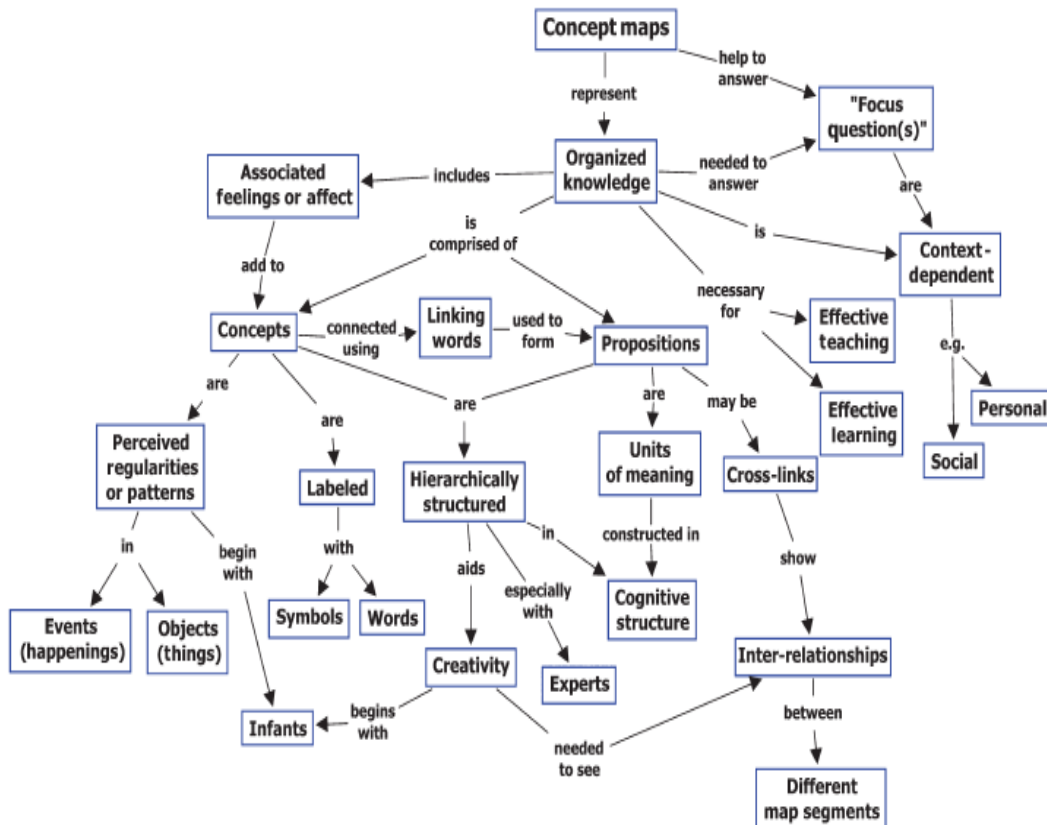 Concept maps
help to
answer
represent
"Focus
question(s)"
Organized
knowledge
needed to
answer
includes
Associated
feelings or affect
are
is
comprised of
is
Context-
dependent
add to
necessary
for
Concepts
connected
using
Linking
words
used to
form
Propositions
Effective
teaching
e.g.
are
are
are
are
may be
Effective
learning
Personal
Perceived
regularities
or patterns
Labeled
Hierarchically
structured
Units
of meaning
Cross-links
Social
in
begin
with
with
aids
especially
with
in
constructed in
show
Events
(happenings)
Objects
(things)
Symbols
Words
Cognitive
structure
Creativity
Experts
Inter-relationships
Infants
begins
with
needed
to see
between
Different
map segments